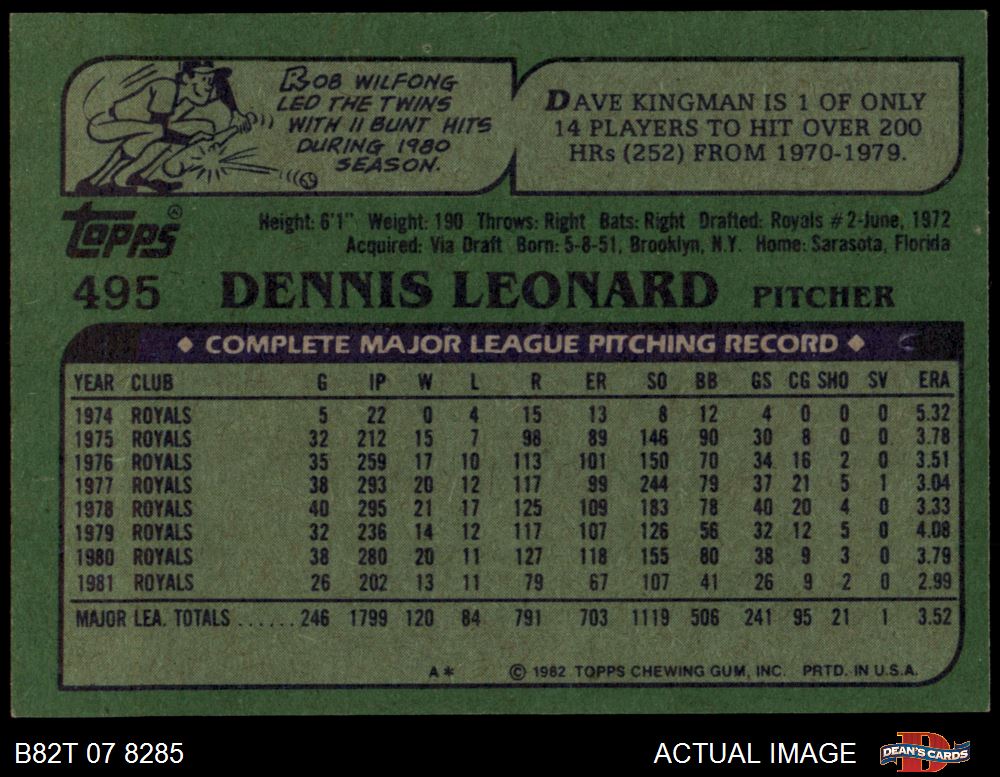 BOB WILFONG
LED THE TWINS
WITH 11 BUNT HITS
DURING 1980
SEASON.
DAVE KINGMAN IS 1 OF ONLY
14 PLAYERS TO HIT OVER 200
HRs (252) FROM 1970-1979.
Topps®
Height: 6'1" Weight: 190 Throws: Right Bats: Right Drafted: Royals #2-June, 1972
Acquired: Via Draft Born: 5-8-51, Brooklyn, N.Y. Home: Sarasota, Florida
495 DENNIS LEONARD PITCHER
◆ COMPLETE MAJOR LEAGUE PITCHING RECORD ◆
YEAR CLUB G IP W L R ER SO BB GS CG SHO SV ERA
1974 ROYALS 5 22 0 4 15 13 8 12 4 0 0 0 5.32
1975 ROYALS 32 212 15 7 98 89 146 90 30 8 0 0 3.78
1976 ROYALS 35 259 17 10 113 101 150 70 34 16 2 0 3.51
1977 ROYALS 38 293 20 12 117 99 244 79 37 21 5 1 3.04
1978 ROYALS 40 295 21 17 125 109 183 78 40 20 4 0 3.33
1979 ROYALS 32 236 14 12 117 107 126 56 32 12 5 0 4.08
1980 ROYALS 38 280 20 11 127 118 155 80 38 9 3 0 3.79
1981 ROYALS 26 202 13 11 79 67 107 41 26 9 2 0 2.99
MAJOR LEA. TOTALS ...... 246 1799 120 84 791 703 1119 506 241 95 21 1 3.52
A* © 1982 TOPPS CHEWING GUM, INC. PRTD. IN U.S.A.
B82T 07 8285 ACTUAL IMAGE DEAN'S CARDS